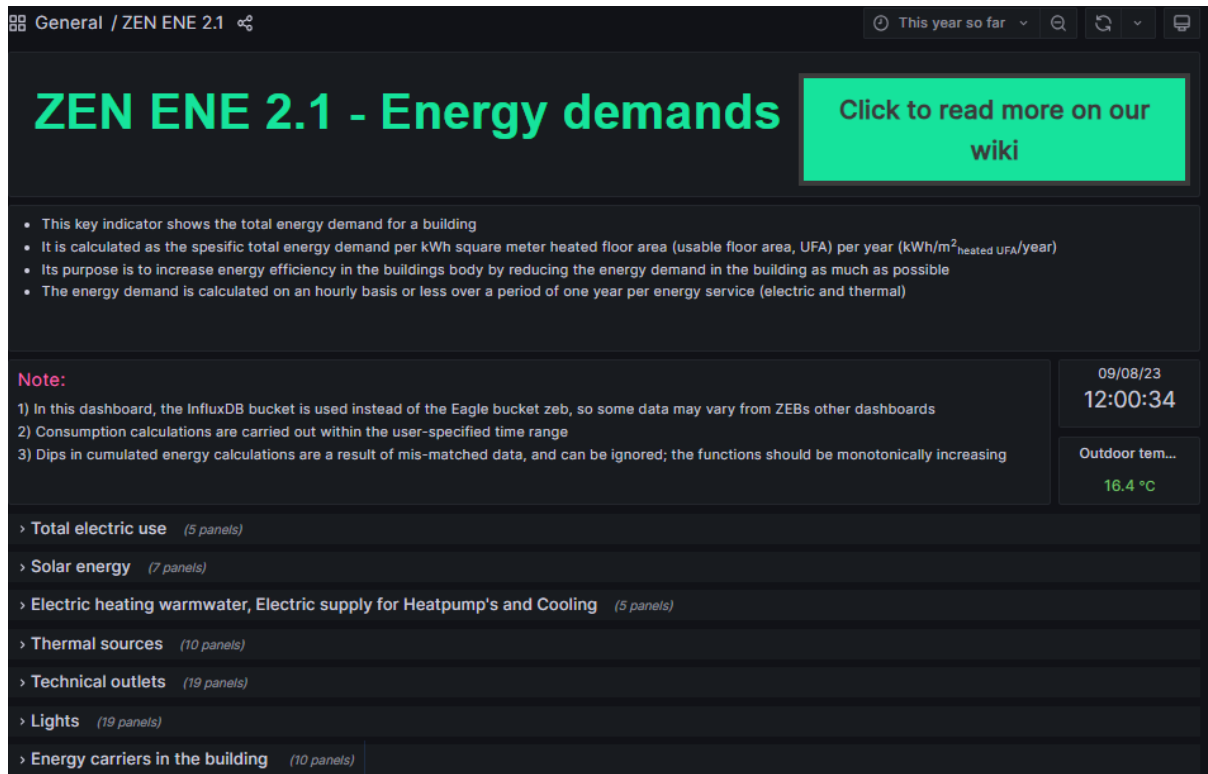 General / ZEN ENE 2.1
This year so far
ZEN ENE 2.1 - Energy demands
Click to read more on our
wiki
This key indicator shows the total energy demand for a building
It is calculated as the spesific total energy demand per kWh square meter heated floor area (usable floor area, UFA) per year (kWh/m² heated UFA/year)
Its purpose is to increase energy efficiency in the buildings body by reducing the energy demand in the building as much as possible
The energy demand is calculated on an hourly basis or less over a period of one year per energy service (electric and thermal)
Note:
1) In this dashboard, the InfluxDB bucket is used instead of the Eagle bucket zeb, so some data may vary from ZEBs other dashboards
2) Consumption calculations are carried out within the user-specified time range
3) Dips in cumulated energy calculations are a result of mis-matched data, and can be ignored; the functions should be monotonically increasing
09/08/23
12:00:34
Outdoor tem...
16.4 °C
Total electric use (5 panels)
Solar energy (7 panels)
Electric heating warmwater, Electric supply for Heatpump's and Cooling (5 panels)
Thermal sources (10 panels)
Technical outlets (19 panels)
Lights (19 panels)
Energy carriers in the building (10 panels)